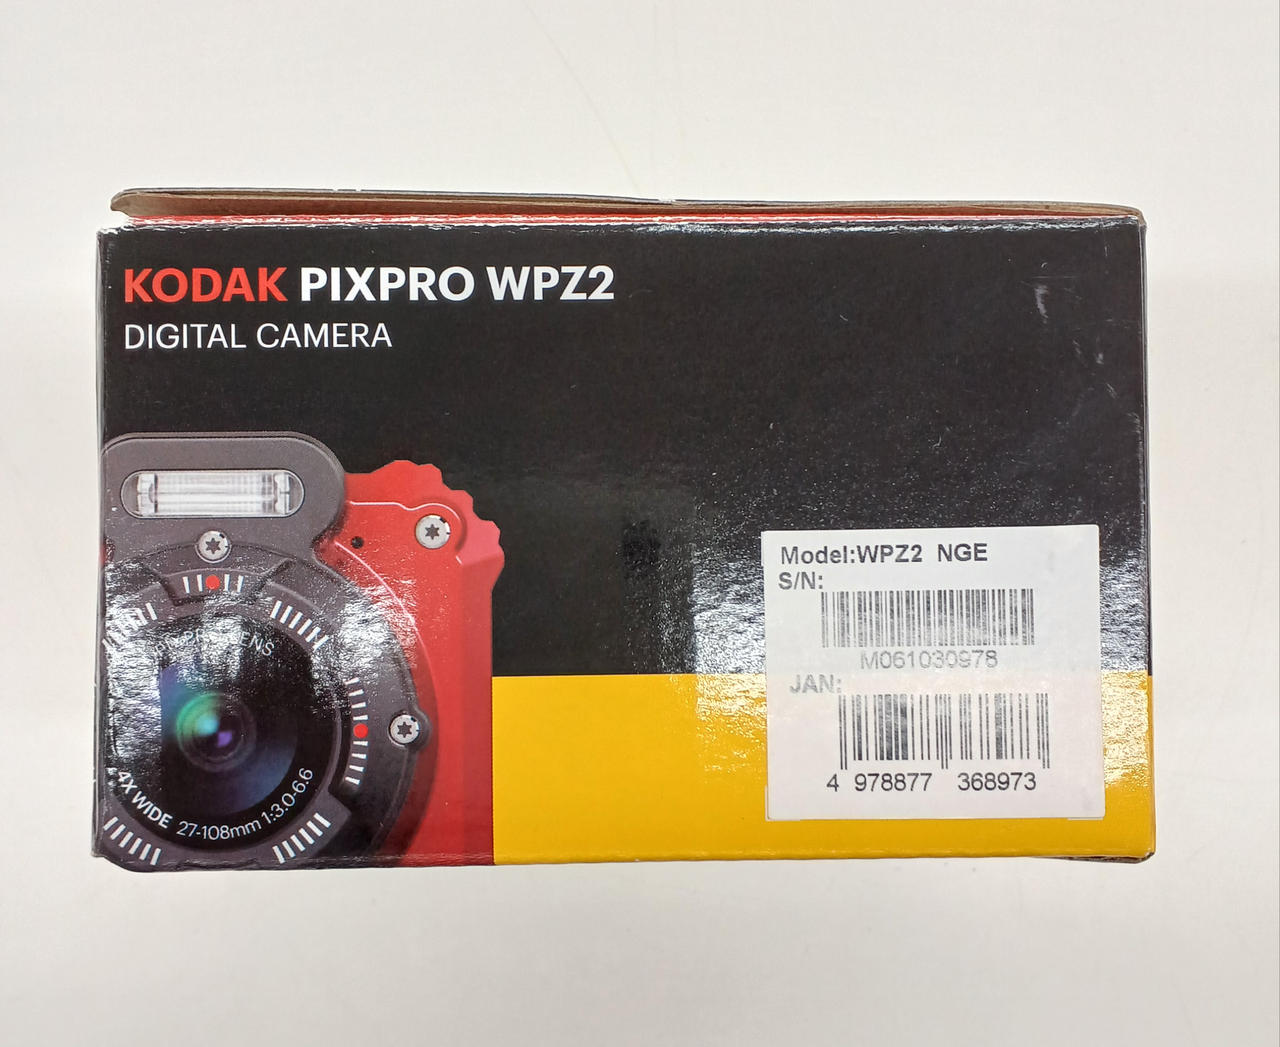 KODAK PIXPRO WPZ2
DIGITAL CAMERA
LENS
4X WIDE 27-108mm 1:3.0-6.6
Model:WPZ2 NGE
S/N:
M061030978
JAN:
4 978877 368973